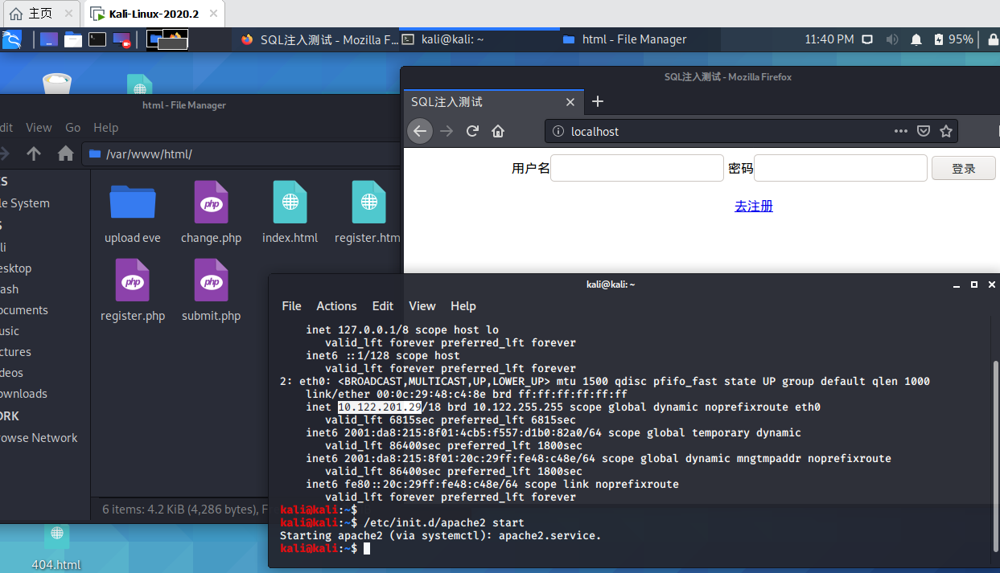 主页
Kali-Linux-2020.2
SQL注入测试 - Mozilla F...
kali@kali: ~
html - File Manager
11:40 PM
95%
html - File Manager
dit View Go Help
/var/www/html/
S
le System
S
li
esktop
ash
ocuments
usic
ctures
deos
ownloads
ORK
owse Network
upload eve
change.php
index.html
register.htm
register.php
submit.php
6 items: 4.2 KiB (4,286 bytes), F
404.html
SQL注入测试 - Mozilla Firefox
SQL注入测试
localhost
用户名
密码
登录
去注册
kali@kali: ~
File Actions Edit View Help
inet 127.0.0.1/8 scope host lo
valid_lft forever preferred_lft forever
inet6 ::1/128 scope host
valid_lft forever preferred_lft forever
2: eth0: <BROADCAST,MULTICAST,UP,LOWER_UP> mtu 1500 qdisc pfifo_fast state UP group default qlen 1000
link/ether 00:0c:29:48:c4:8e brd ff:ff:ff:ff:ff:ff
inet 10.122.201.29/18 brd 10.122.255.255 scope global dynamic noprefixroute eth0
valid_lft 6815sec preferred_lft 6815sec
inet6 2001:da8:215:8f01:4cb5:f557:d1b0:82a0/64 scope global temporary dynamic
valid_lft 86400sec preferred_lft 1800sec
inet6 2001:da8:215:8f01:20c:29ff:fe48:c48e/64 scope global dynamic mngtmpaddr noprefixroute
valid_lft 86400sec preferred_lft 1800sec
inet6 fe80::20c:29ff:fe48:c48e/64 scope link noprefixroute
valid_lft forever preferred_lft forever
kali@kali:~$
kali@kali:~$ /etc/init.d/apache2 start
Starting apache2 (via systemctl): apache2.service.
kali@kali:~$